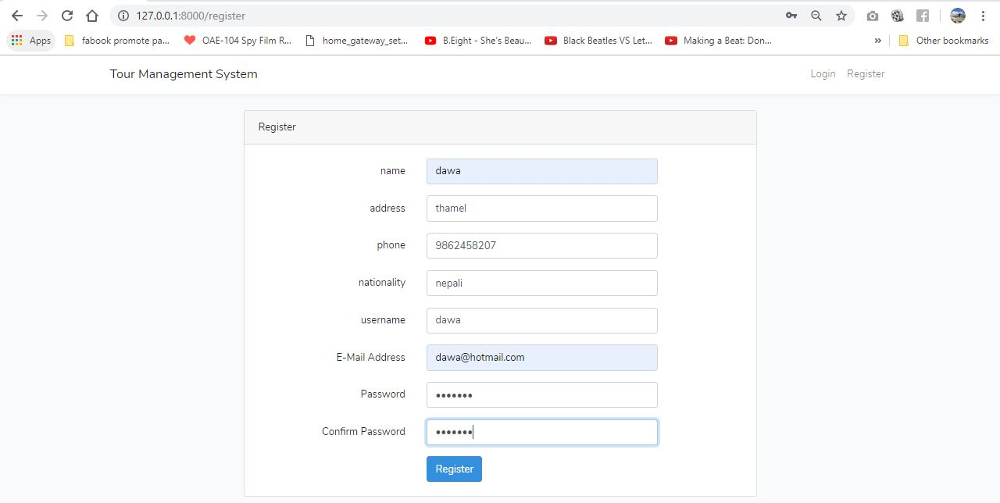 127.0.0.1:8000/register
Apps fabook promote pa... OAE-104 Spy Film R... home_gateway_set... B.Eight - She's Beau... Black Beatles VS Let... Making a Beat: Don... » Other bookmarks
Tour Management System Login Register
Register
name dawa
address thamel
phone 9862458207
nationality nepali
username dawa
E-Mail Address dawa@hotmail.com
Password •••••••
Confirm Password •••••••
Register